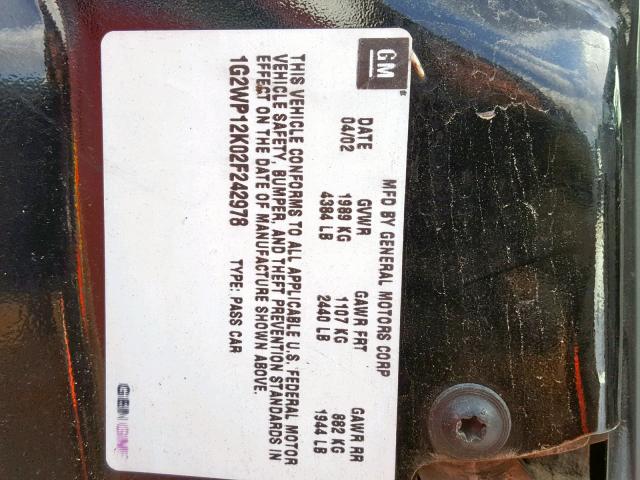 GM
MFD BY GENERAL MOTORS CORP
DATE GVWR GAWR FRT GAWR RR
04/02 1989 KG 1107 KG 882 KG
4384 LB 2440 LB 1944 LB
THIS VEHICLE CONFORMS TO ALL APPLICABLE U.S. FEDERAL MOTOR
VEHICLE SAFETY, BUMPER, AND THEFT PREVENTION STANDARDS IN
EFFECT ON THE DATE OF MANUFACTURE SHOWN ABOVE.
1G2WP12K02F242978 TYPE: PASS CAR